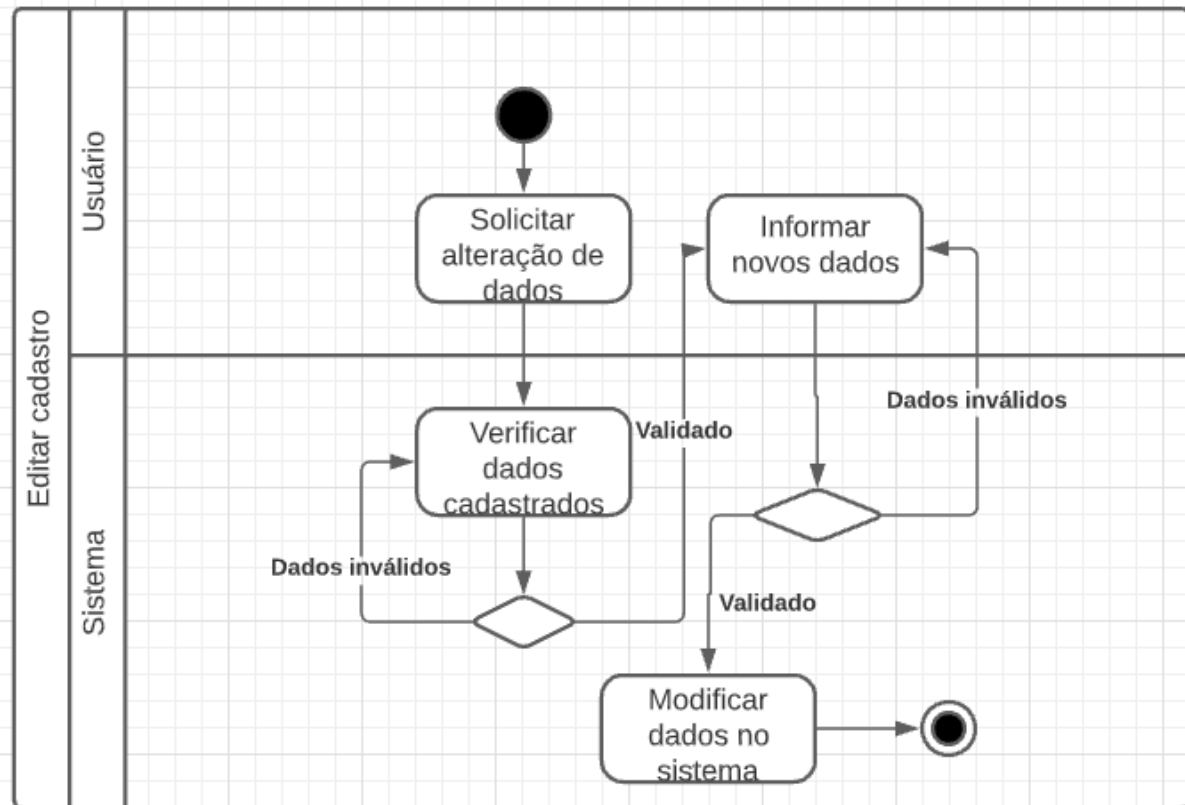 Editar cadastro
Usuário
Solicitar
alteração de
dados
Informar
novos dados
Sistema
Verificar
dados
cadastrados
Validado
Dados inválidos
Dados inválidos
Validado
Modificar
dados no
sistema